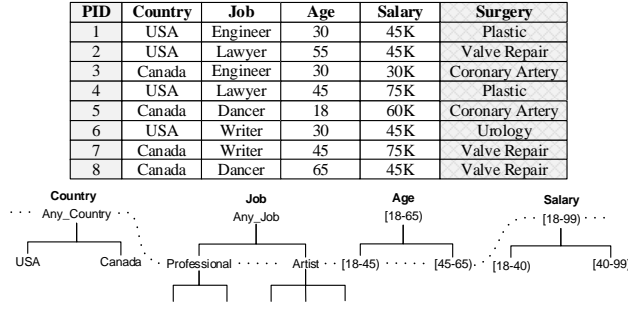 PID Country Job Age Salary Surgery
1 USA Engineer 30 45K Plastic
2 USA Lawyer 55 45K Valve Repair
3 Canada Engineer 30 30K Coronary Artery
4 USA Lawyer 45 75K Plastic
5 Canada Dancer 18 60K Coronary Artery
6 USA Writer 30 45K Urology
7 Canada Writer 45 75K Valve Repair
8 Canada Dancer 65 45K Valve Repair
Country Job Age Salary
Any_Country Any_Job [18-65) [18-99)
USA Canada Professional Artist [18-45) [45-65) [18-40) [40-99)